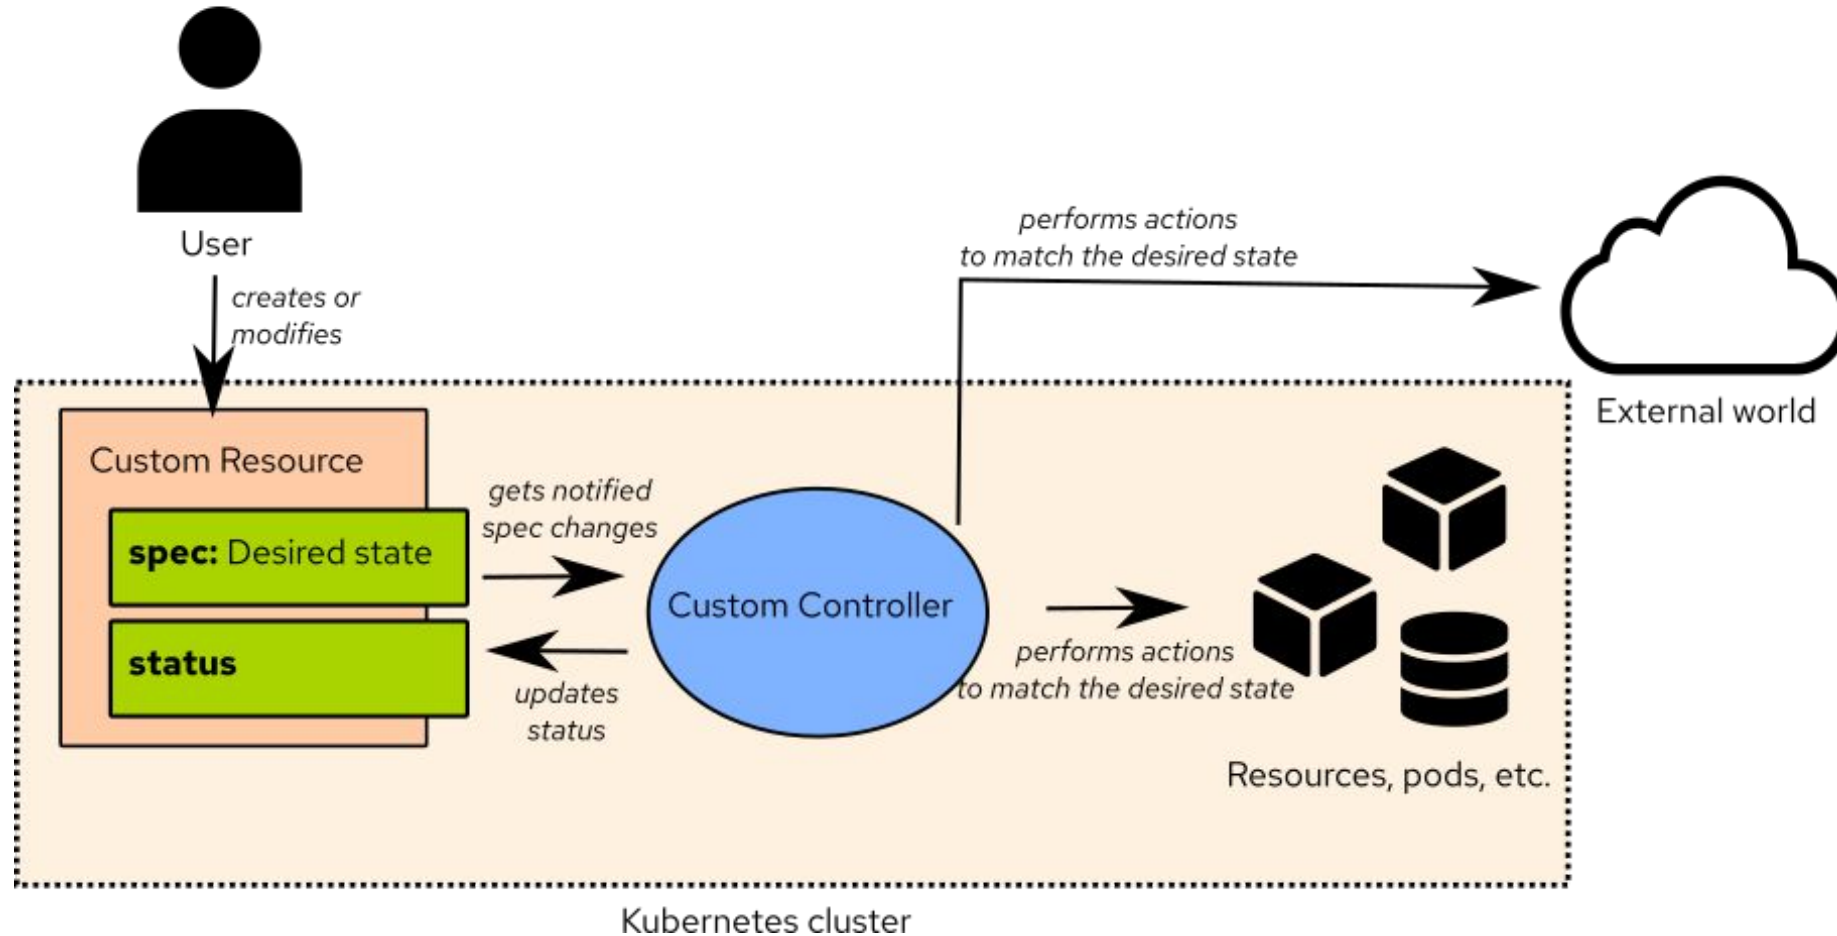 User
creates or
modifies
performs actions
to match the desired state
External world
Custom Resource
spec: Desired state
status
gets notified
spec changes
updates
status
Custom Controller
performs actions
to match the desired state
Resources, pods, etc.
Kubernetes cluster